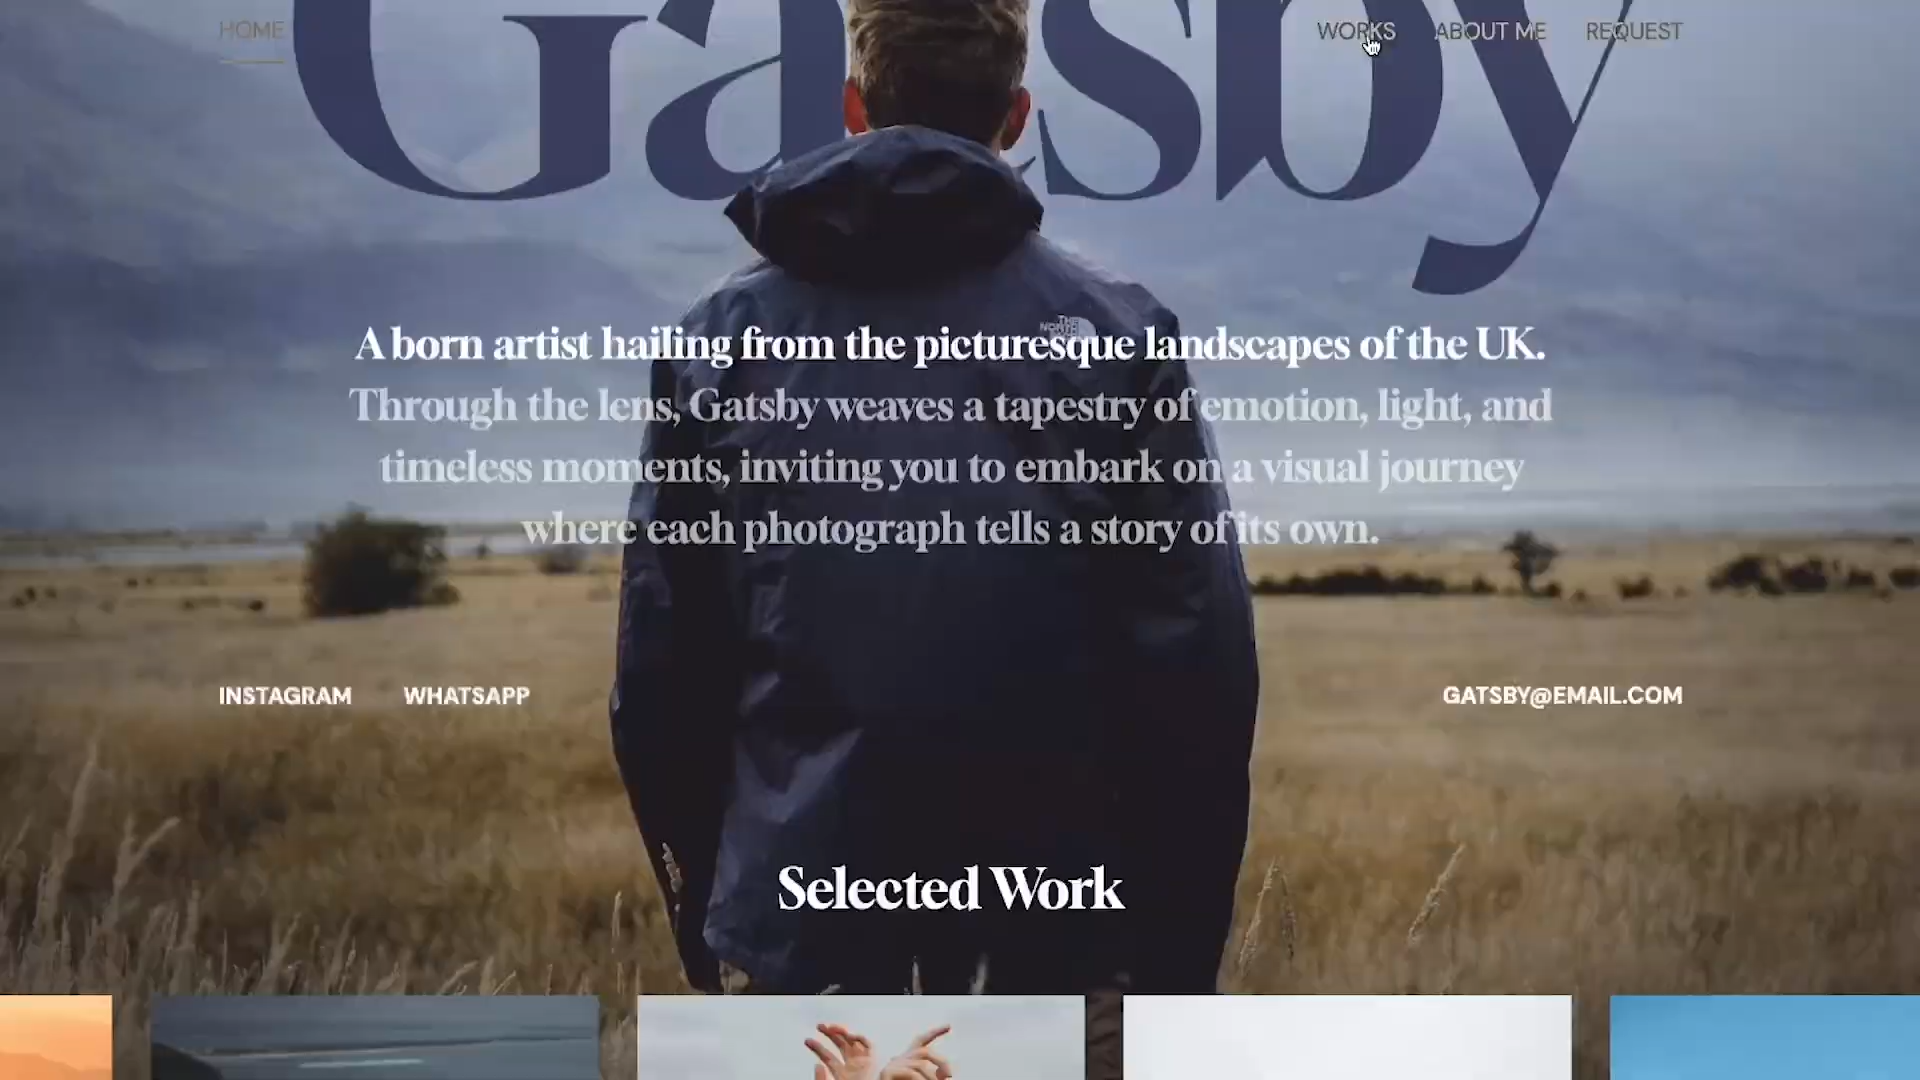 HOME
WORKS
ABOUT ME
REQUEST
Gatsby
THE
NORTH
A born artist hailing from the picturesque landscapes of the UK.
Through the lens, Gatsby weaves a tapestry of emotion, light, and
timeless moments, inviting you to embark on a visual journey
where each photograph tells a story of its own.
INSTAGRAM
WHATSAPP
GATSBY@EMAIL.COM
Selected Work